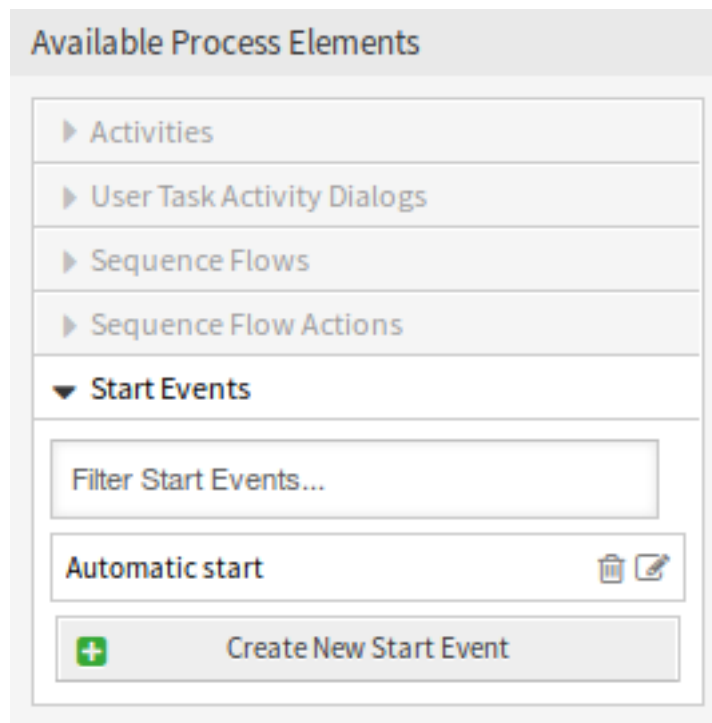 Available Process Elements
Activities
User Task Activity Dialogs
Sequence Flows
Sequence Flow Actions
Start Events
Filter Start Events...
Automatic start
Create New Start Event